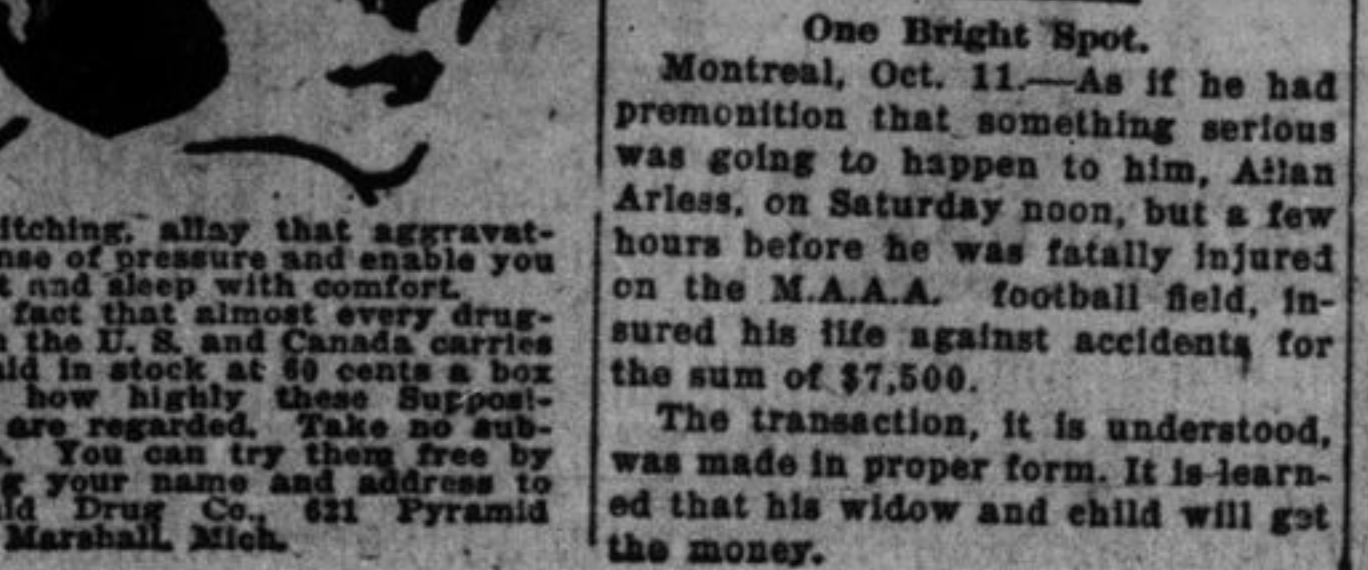 itching, allay that aggravat-
nse of pressure and enable you
t and sleep with comfort.
fact that almost every drug-
the U. S. and Canada carries
id in stock at 60 cents a box
how highly these Supposi-
are regarded. Take no sub-
You can try them free by
g your name and address to
id Drug Co., 621 Pyramid
Marshall, Mich.
One Bright Spot.
Montreal, Oct. 11.—As if he had
premonition that something serious
was going to happen to him, Allan
Arless, on Saturday noon, but a few
hours before he was fatally injured
on the M.A.A.A. football field, in-
sured his life against accidents for
the sum of $7,500.
The transaction, it is understood,
was made in proper form. It is learn-
ed that his widow and child will get
the money.